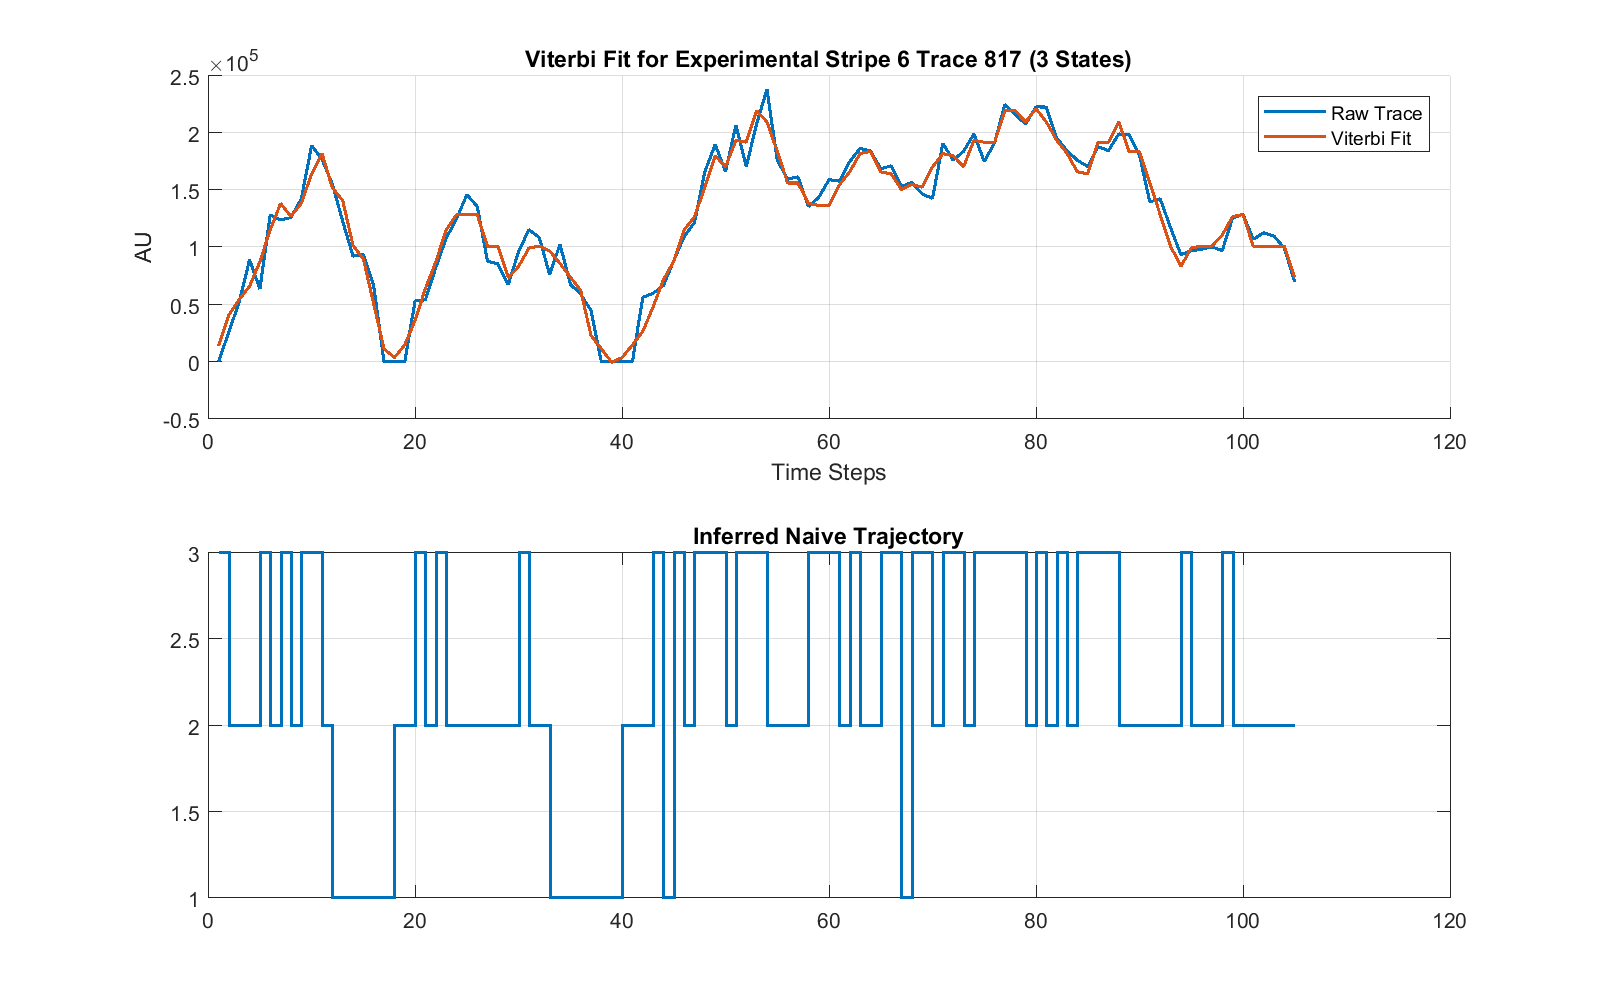 Viterbi Fit for Experimental Stripe 6 Trace 817 (3 States)
×10^5
2.5
2
1.5
1
0.5
0
-0.5
AU
Raw Trace
Viterbi Fit
0 20 40 60 80 100 120
Time Steps
Inferred Naive Trajectory
3
2.5
2
1.5
1
0 20 40 60 80 100 120